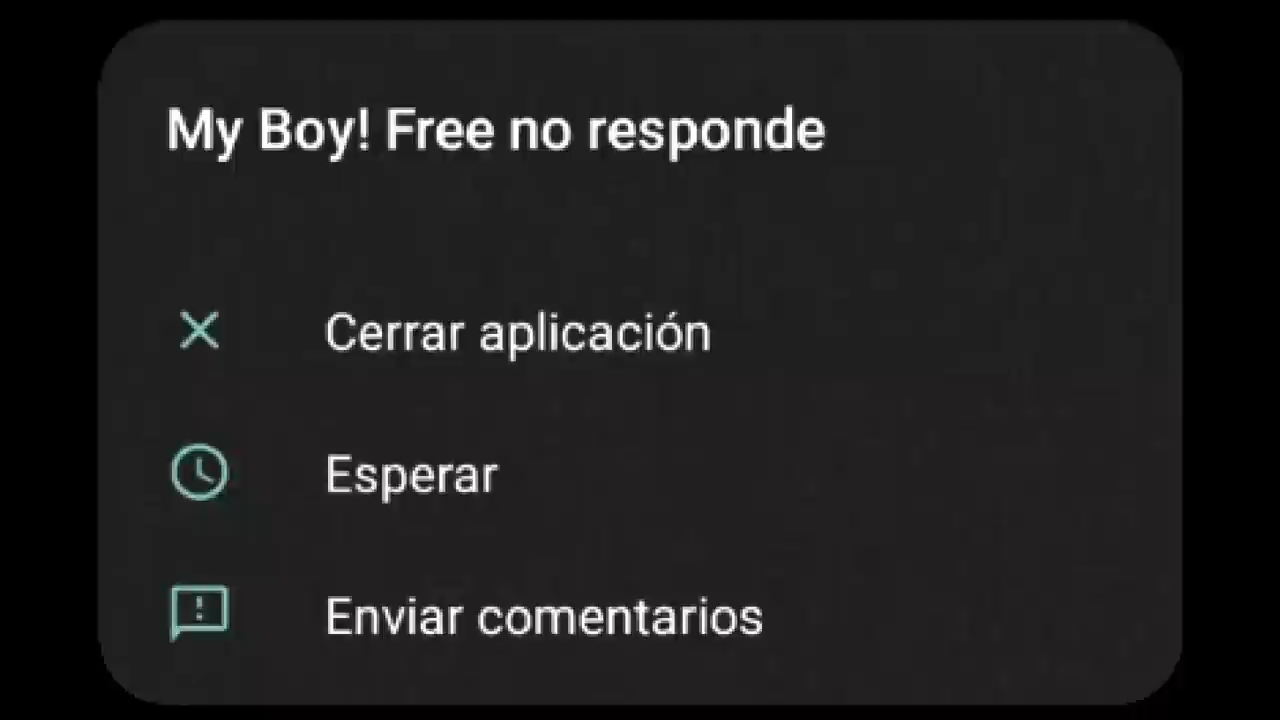 My Boy! Free no responde
Cerrar aplicación
Esperar
Enviar comentarios